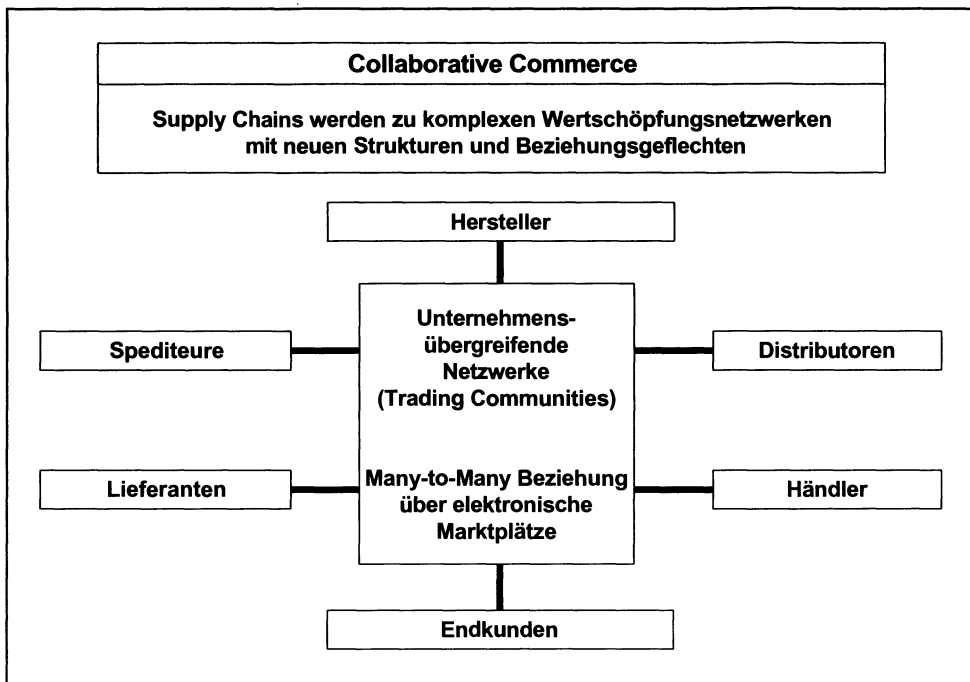 Collaborative Commerce
Supply Chains werden zu komplexen Wertschöpfungsnetzwerken
mit neuen Strukturen und Beziehungsgeflechten
Hersteller
Unternehmens-
übergreifende
Netzwerke
(Trading Communities)
Spediteure
Distributoren
Lieferanten
Many-to-Many Beziehung
über elektronische
Marktplätze
Händler
Endkunden